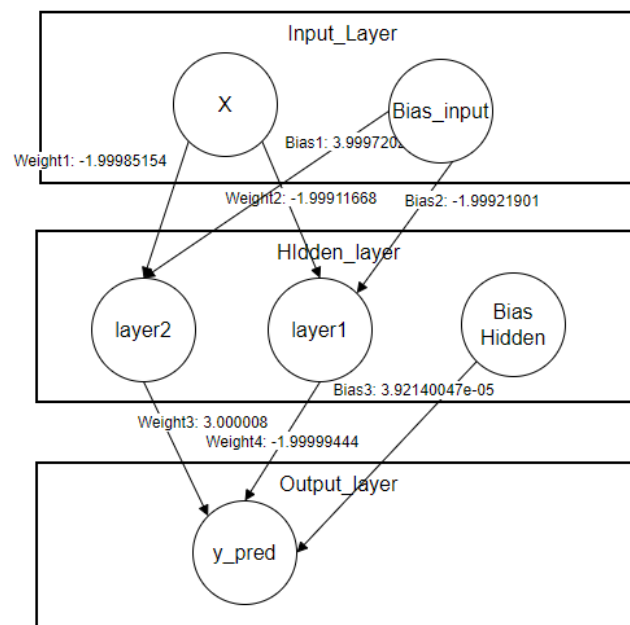 Input_Layer
X
Bias_input
Bias1: 3.9997202
Weight1: -1.99985154
Weight2: -1.99911668
Bias2: -1.99921901
HIdden_layer
layer2
layer1
Bias
Hidden
Bias3: 3.92140047e-05
Weight3: 3.000008
Weight4: -1.99999444
Output_layer
y_pred